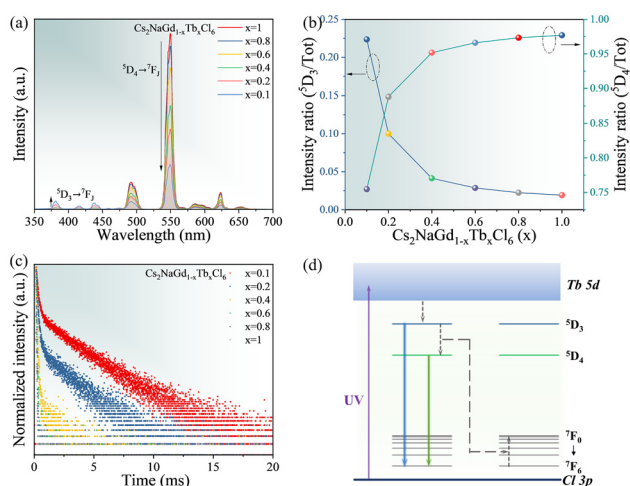 (a)
Cs₂NaGd₁₋ₓTbₓCl₆
x=1
x=0.8
x=0.6
x=0.4
x=0.2
x=0.1
⁵D₄→⁷F_J
⁵D₃→⁷F_J
Intensity (a.u.)
350 400 450 500 550 600 650 700
Wavelength (nm)
(b)
Intensity ratio (⁵D₃/Tot)
0.25
0.20
0.15
0.10
0.05
0.00
1.00
0.95
0.90
0.85
0.80
0.75
Intensity ratio (⁵D₄/Tot)
0.0 0.2 0.4 0.6 0.8 1.0
Cs₂NaGd₁₋ₓTbₓCl₆ (x)
(c)
Cs₂NaGd₁₋ₓTbₓCl₆
x=0.1
x=0.2
x=0.4
x=0.6
x=0.8
x=1
Normalized intensity (a.u.)
0 5 10 15 20
Time (ms)
(d)
Tb 5d
⁵D₃
⁵D₄
UV
⁷F₀
⁷F₆
Cl 3p